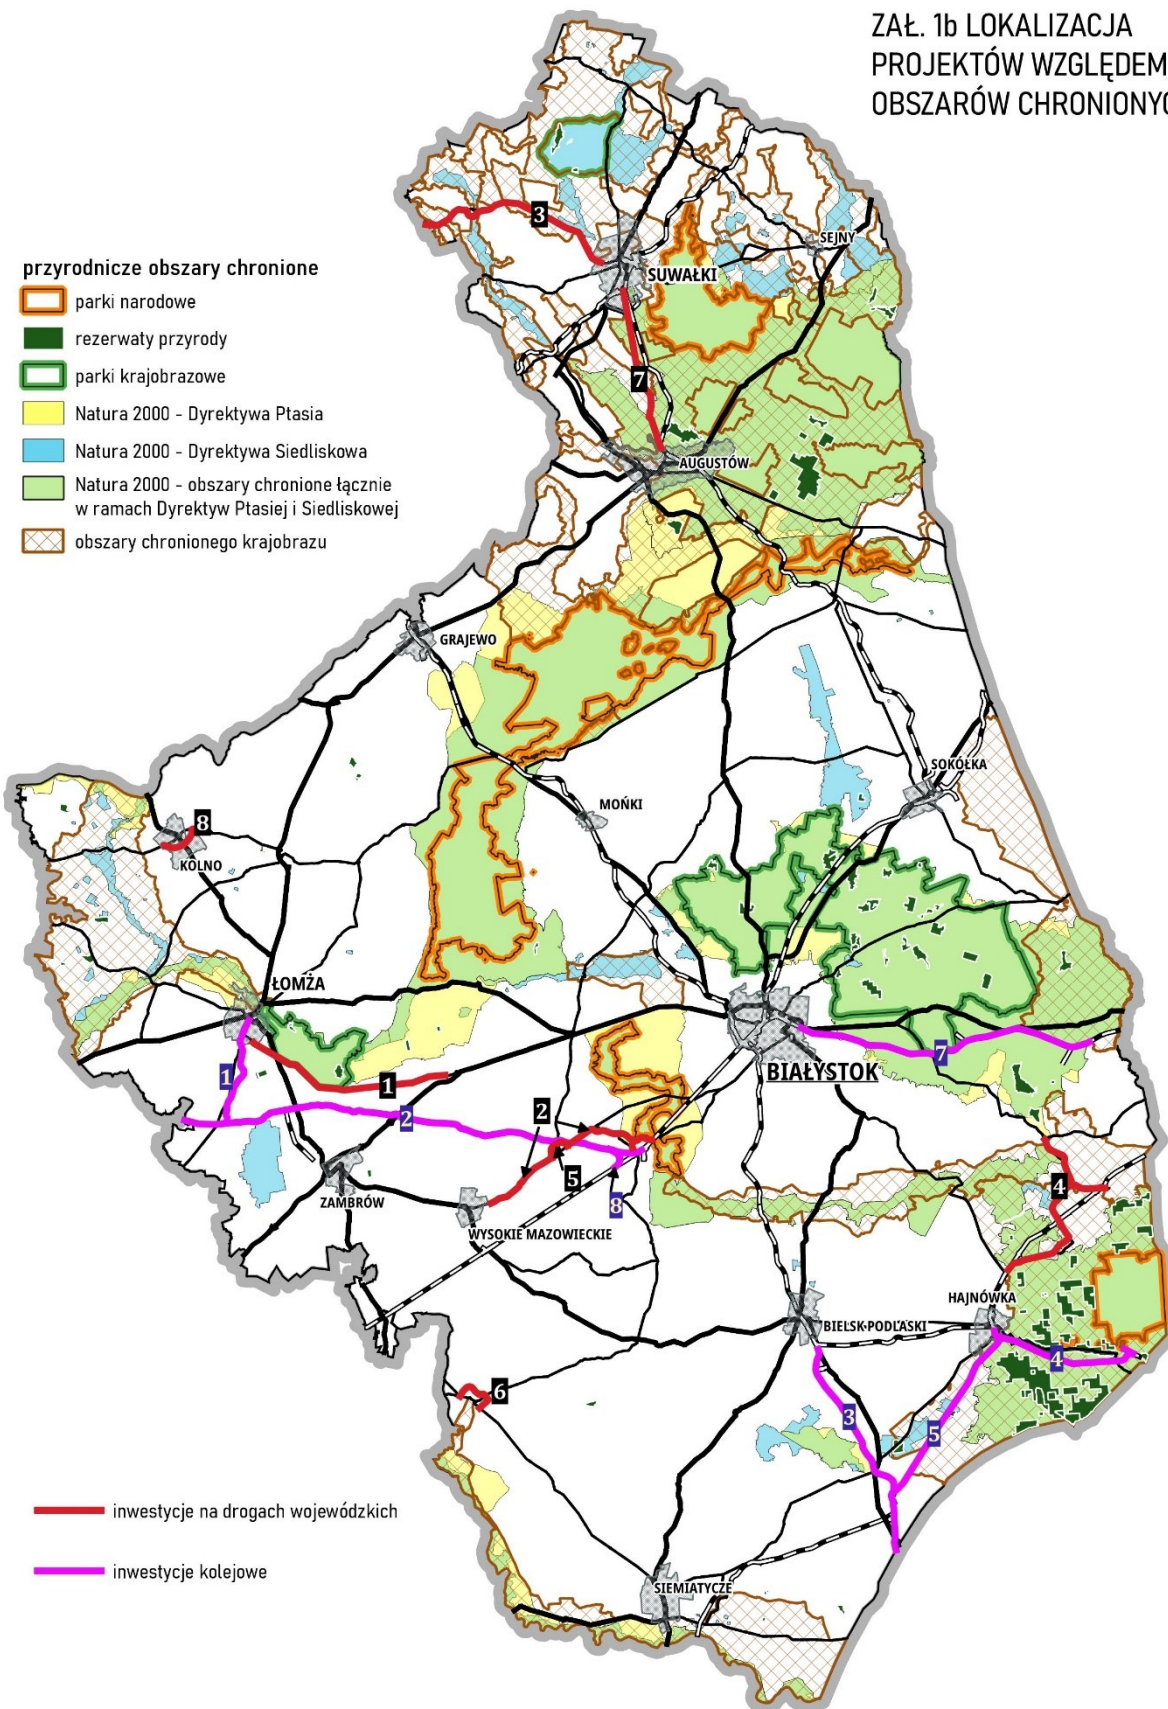 ZAŁ. 1b LOKALIZACJA
PROJEKTÓW WZGLĘDEM
OBSZARÓW CHRONIONYC
3
SEJNY
SUWAŁKI
przyrodnicze obszary chronione
parki narodowe
rezerwaty przyrody
parki krajobrazowe
Natura 2000 - Dyrektywa Ptasia
Natura 2000 - Dyrektywa Siedliskowa
Natura 2000 - obszary chronione łącznie
w ramach Dyrektyw Ptasiej i Siedliskowej
obszary chronionego krajobrazu
7
AUGUSTÓW
GRAJEWO
SOKÓŁKA
MOŃKI
8
KOLNO
ŁOMŻA
7
BIAŁYSTOK
1
1
2
2
5
8
4
ZAMBRÓW
WYSOKIE MAZOWIECKIE
HAJNÓWKA
BIELSK PODLASKI
4
6
3
5
inwestycje na drogach wojewódzkich
inwestycje kolejowe
SIEMIATYCZE